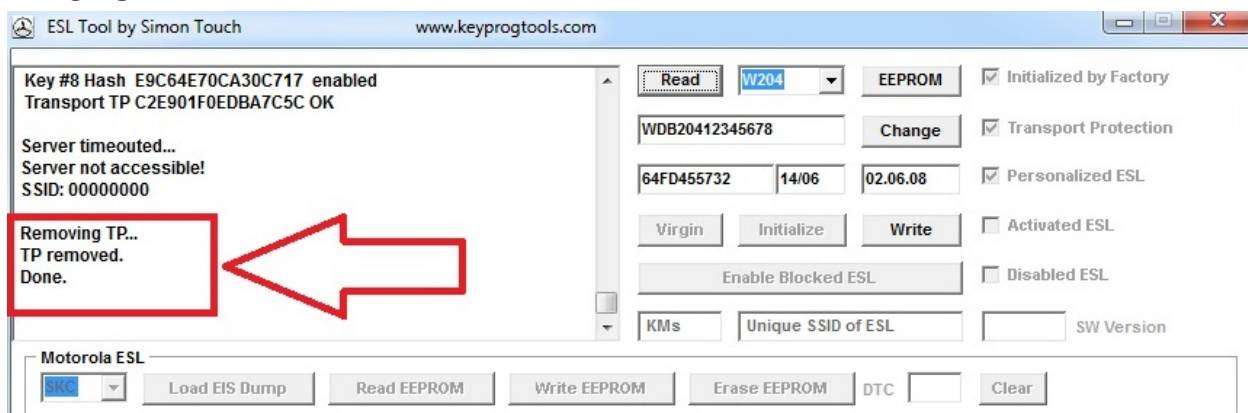 ESL Tool by Simon Touch www.keyprogtools.com
Key #8 Hash E9C64E70CA30C717 enabled
Transport TP C2E901F0EDBA7C5C OK
Server timeouted...
Server not accessible!
SSID: 00000000
Removing TP...
TP removed.
Done.
Read W204 EEPROM Initialized by Factory
WDB20412345678 Change Transport Protection
64FD455732 14/06 02.06.08 Personalized ESL
Virgin Initialize Write Activated ESL
Enable Blocked ESL Disabled ESL
KMs Unique SSID of ESL SW Version
Motorola ESL
SKC Load EIS Dump Read EEPROM Write EEPROM Erase EEPROM DTC Clear